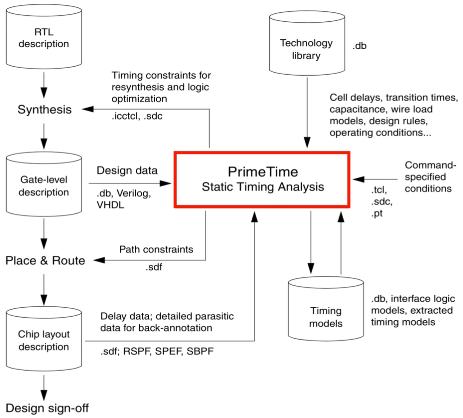 RTL
description
Technology
library
.db
Timing constraints for
resynthesis and logic
optimization
.icctcl, .sdc
Synthesis
Cell delays, transition times,
capacitance, wire load
models, design rules,
operating conditions...
Gate-level
description
Design data
.db, Verilog,
VHDL
PrimeTime
Static Timing Analysis
Command-
specified
conditions
.tcl,
.sdc,
.pt
Place & Route
Path constraints
.sdf
Chip layout
description
Delay data; detailed parasitic
data for back-annotation
.sdf; RSPF, SPEF, SBPF
Timing
models
.db, interface logic
models, extracted
timing models
Design sign-off